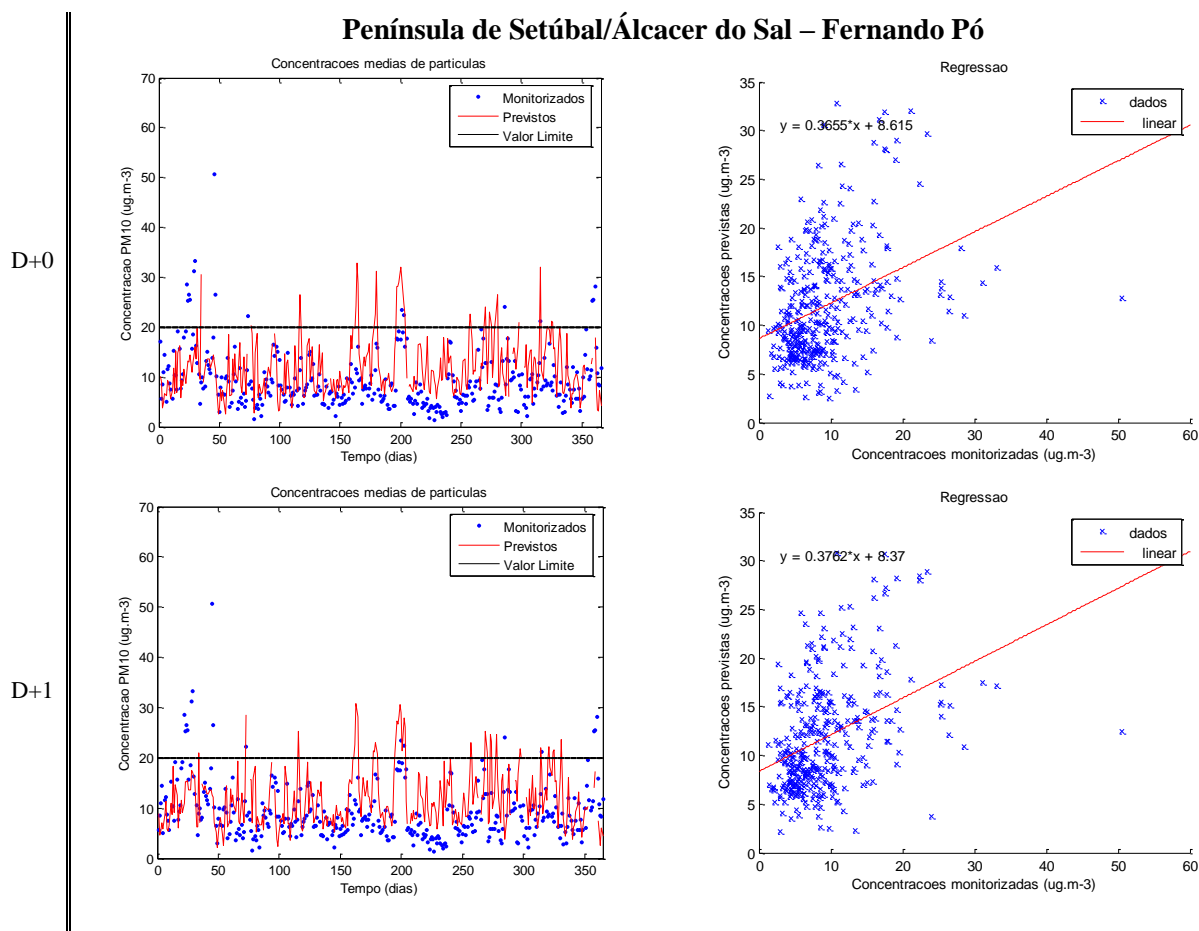 Península de Setúbal/Álcacer do Sal – Fernando Pó
D+0
Concentracoes medias de particulas
Monitorizados
Previstos
Valor Limite
Concentracao PM10 (ug.m-3)
70
60
50
40
30
20
10
0
0 50 100 150 200 250 300 350
Tempo (dias)
Regressao
dados
linear
y = 0.3655*x + 8.615
Concentracoes previstas (ug.m-3)
35
30
25
20
15
10
5
0
0 10 20 30 40 50 60
Concentracoes monitorizadas (ug.m-3)
D+1
Concentracoes medias de particulas
Monitorizados
Previstos
Valor Limite
Concentracao PM10 (ug.m-3)
70
60
50
40
30
20
10
0
0 50 100 150 200 250 300 350
Tempo (dias)
Regressao
dados
linear
y = 0.3762*x + 8.37
Concentracoes previstas (ug.m-3)
35
30
25
20
15
10
5
0
0 10 20 30 40 50 60
Concentracoes monitorizadas (ug.m-3)